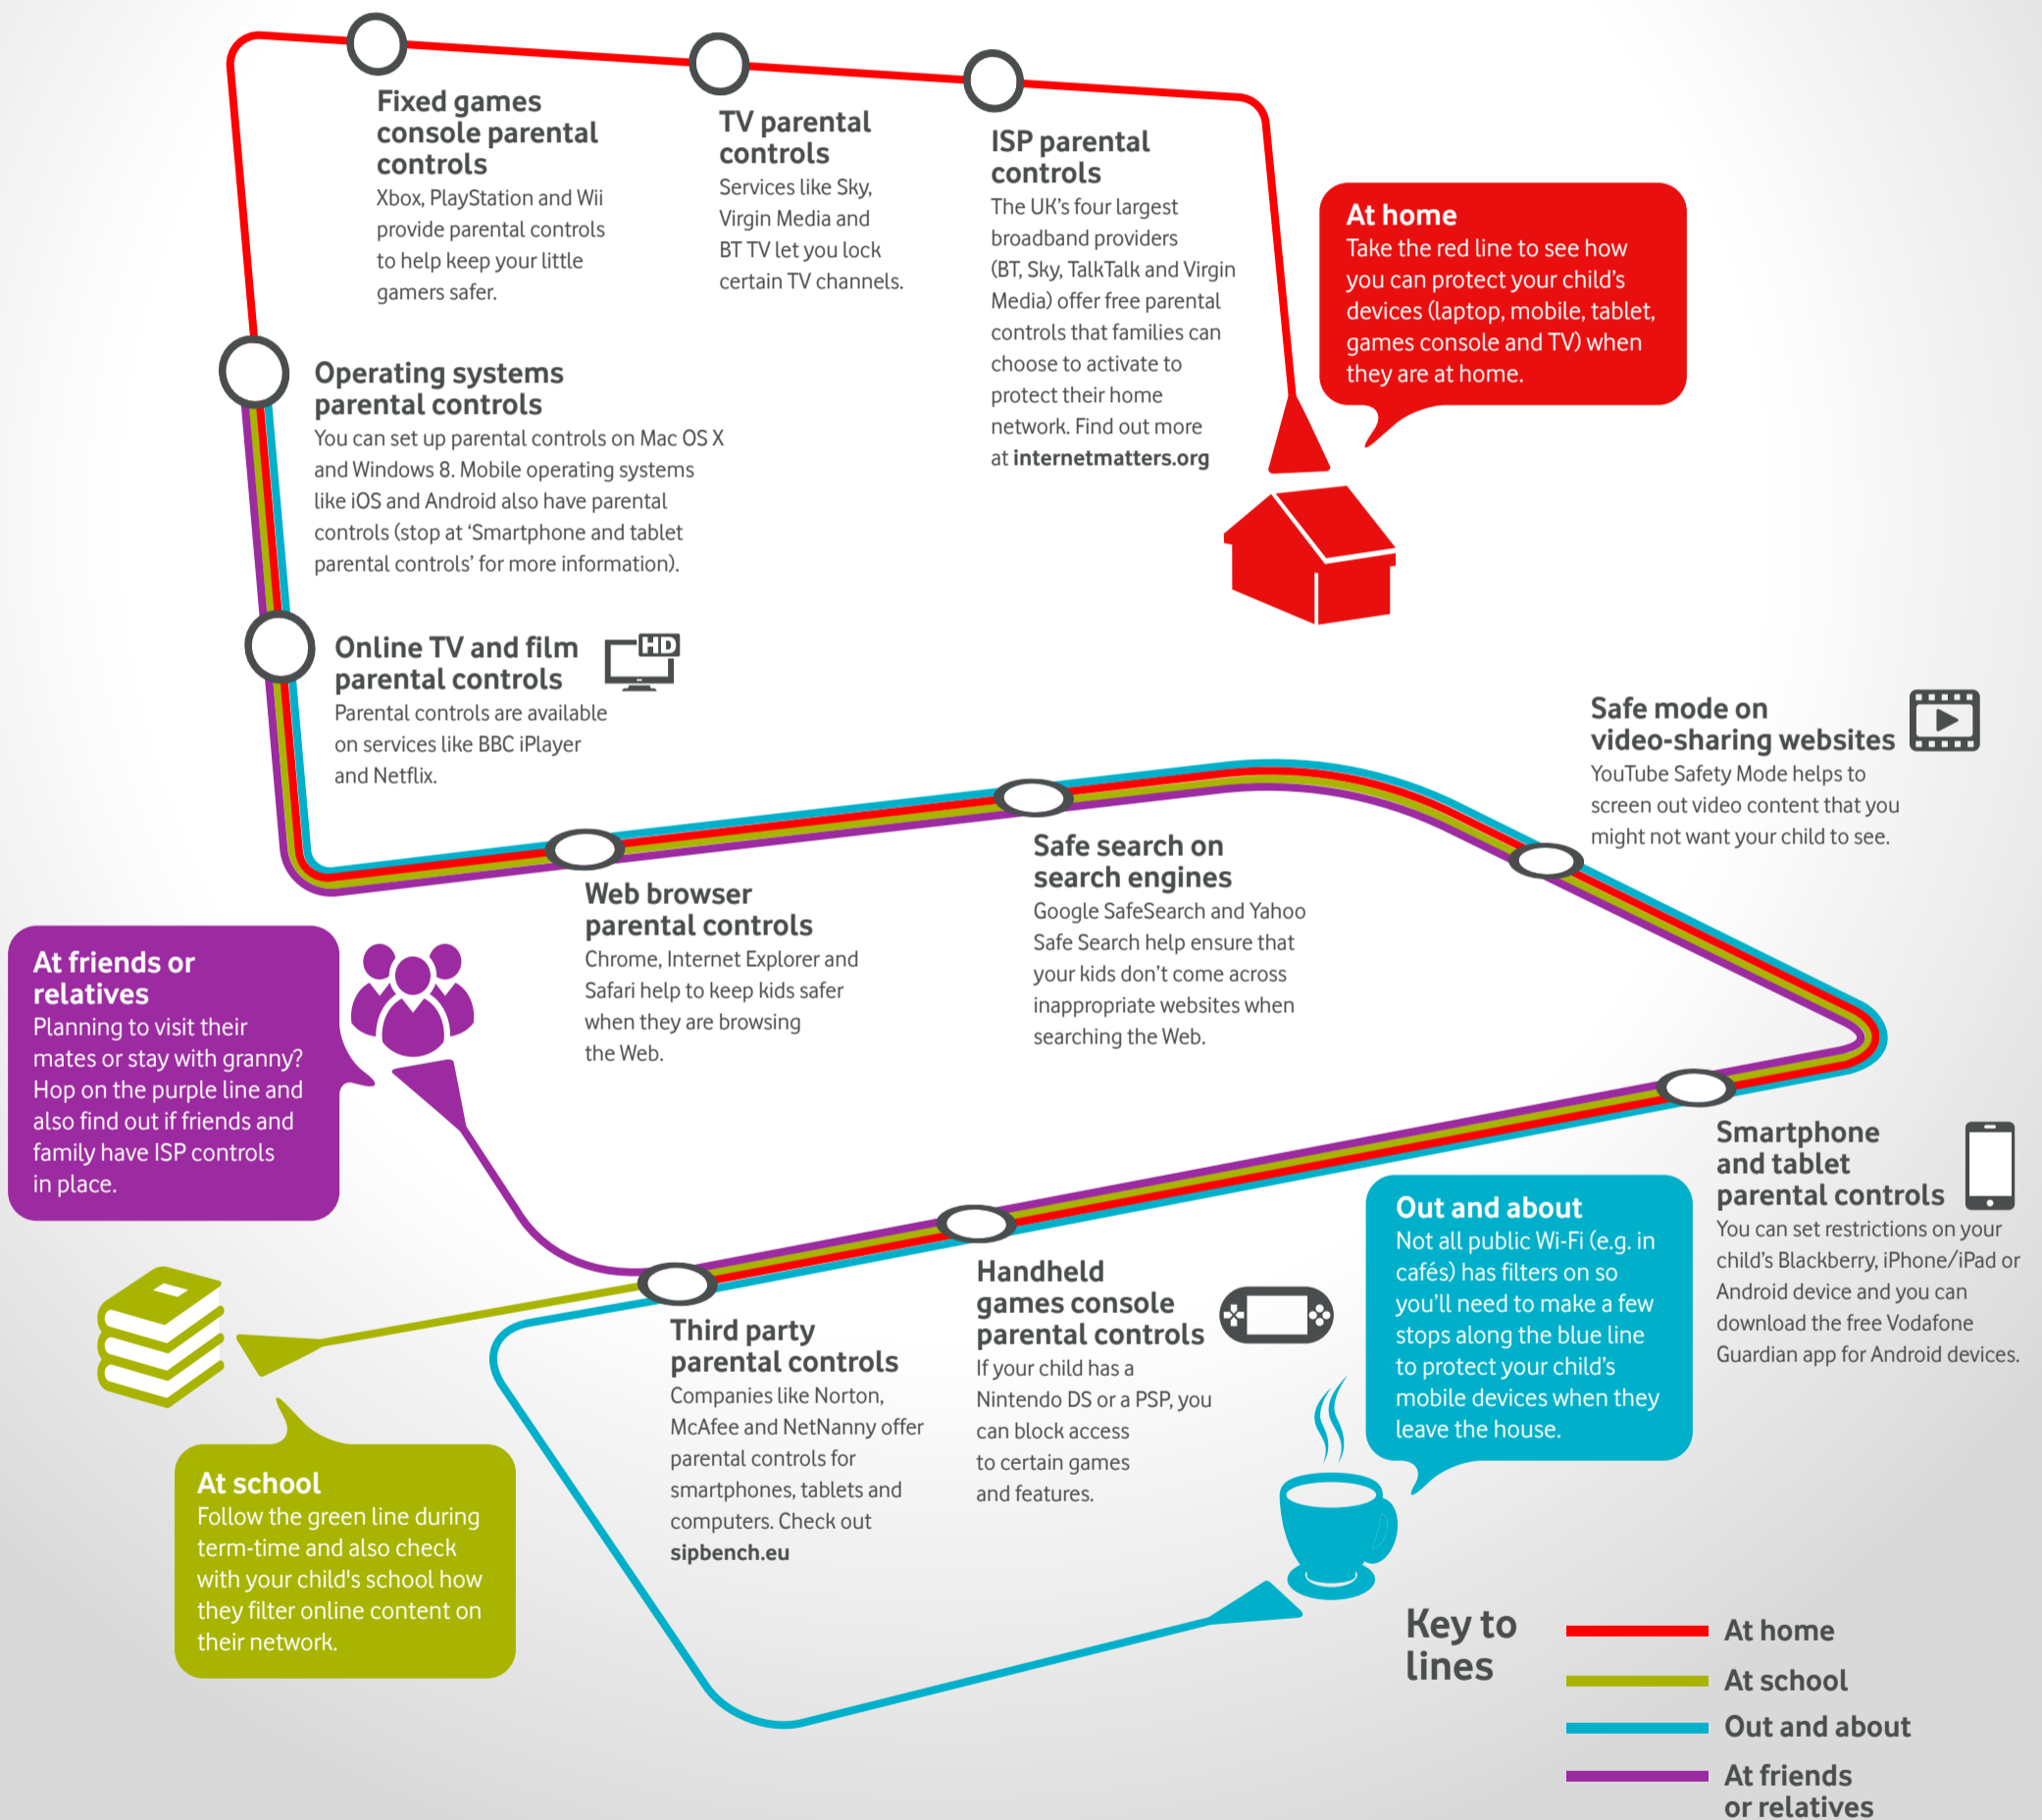 Fixed games
console parental
controls
Xbox, PlayStation and Wii
provide parental controls
to help keep your little
gamers safer.
TV parental
controls
Services like Sky,
Virgin Media and
BT TV let you lock
certain TV channels.
ISP parental
controls
The UK's four largest
broadband providers
(BT, Sky, TalkTalk and Virgin
Media) offer free parental
controls that families can
choose to activate to
protect their home
network. Find out more
at internetmatters.org
At home
Take the red line to see how
you can protect your child's
devices (laptop, mobile, tablet,
games console and TV) when
they are at home.
Operating systems
parental controls
You can set up parental controls on Mac OS X
and Windows 8. Mobile operating systems
like iOS and Android also have parental
controls (stop at ‘Smartphone and tablet
parental controls’ for more information).
Online TV and film
parental controls
HD
Parental controls are available
on services like BBC iPlayer
and Netflix.
Safe mode on
video-sharing websites
YouTube Safety Mode helps to
screen out video content that you
might not want your child to see.
Web browser
parental controls
Chrome, Internet Explorer and
Safari help to keep kids safer
when they are browsing
the Web.
Safe search on
search engines
Google SafeSearch and Yahoo
Safe Search help ensure that
your kids don't come across
inappropriate websites when
searching the Web.
At friends or
relatives
Planning to visit their
mates or stay with granny?
Hop on the purple line and
also find out if friends and
family have ISP controls
in place.
Smartphone
and tablet
parental controls
You can set restrictions on your
child's Blackberry, iPhone/iPad or
Android device and you can
download the free Vodafone
Guardian app for Android devices.
Out and about
Not all public Wi-Fi (e.g. in
cafés) has filters on so
you'll need to make a few
stops along the blue line
to protect your child's
mobile devices when they
leave the house.
Handheld
games console
parental controls
If your child has a
Nintendo DS or a PSP, you
can block access
to certain games
and features.
Third party
parental controls
Companies like Norton,
McAfee and NetNanny offer
parental controls for
smartphones, tablets and
computers. Check out
sipbench.eu
At school
Follow the green line during
term-time and also check
with your child's school how
they filter online content on
their network.
Key to
lines
At home
At school
Out and about
At friends
or relatives